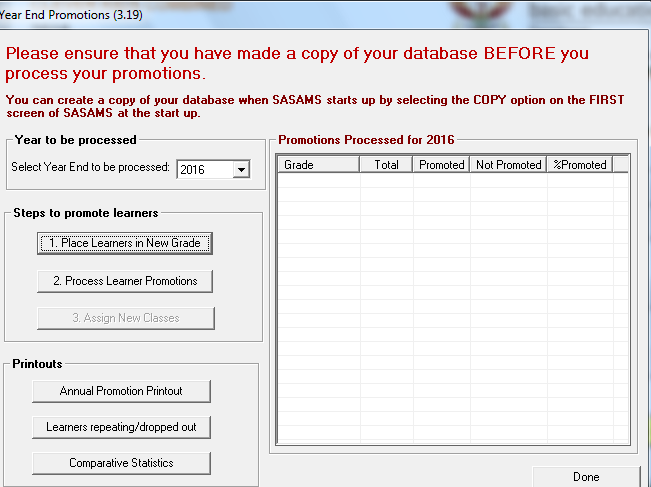 Year End Promotions (3.19)
Please ensure that you have made a copy of your database BEFORE you
process your promotions.
You can create a copy of your database when SASAMS starts up by selecting the COPY option on the FIRST
screen of SASAMS at the start up.
Year to be processed
Select Year End to be processed: 2016
Steps to promote learners
1. Place Learners in New Grade
2. Process Learner Promotions
3. Assign New Classes
Printouts
Annual Promotion Printout
Learners repeating/dropped out
Comparative Statistics
Promotions Processed for 2016
Grade Total Promoted Not Promoted %Promoted
Done